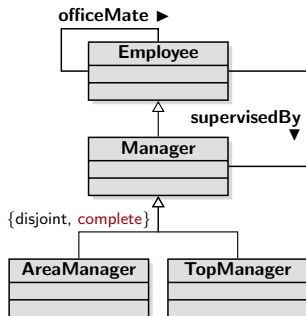 officeMate ►
Employee
supervisedBy
▼
Manager
{disjoint, complete}
AreaManager
TopManager